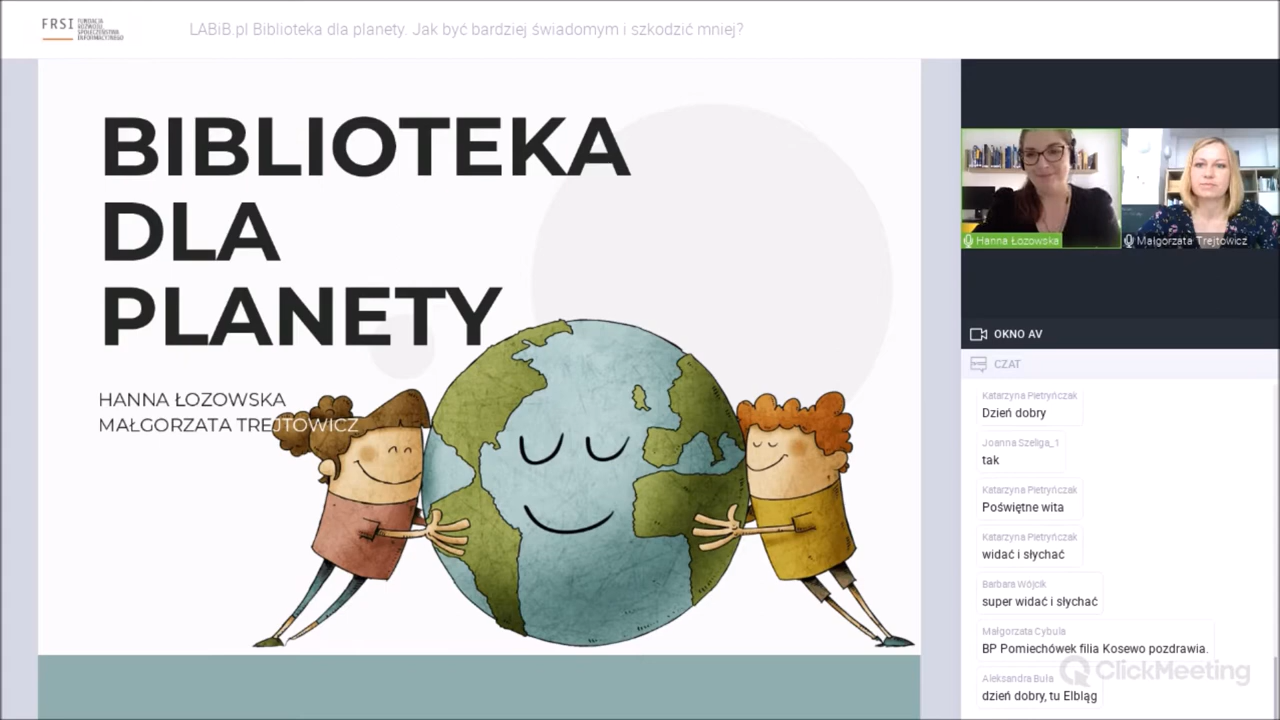 FRSI
FUNDACJA
ROZWOJU
SPOŁECZEŃSTWA
INFORMACYJNEGO
LABiB.pl Biblioteka dla planety. Jak być bardziej świadomym i szkodzić mniej?
BIBLIOTEKA
DLA
PLANETY
HANNA ŁOZOWSKA
MAŁGORZATA TREJTOWICZ
Hanna Łozowska
Małgorzata Trejtowicz
OKNO AV
CZAT
Katarzyna Pietryńczak
Dzień dobry
Joanna Szeliga_1
tak
Katarzyna Pietryńczak
Poświętne wita
Katarzyna Pietryńczak
widać i słychać
Barbara Wójcik
super widać i słychać
Małgorzata Cybula
BP Pomiechówek filia Kosewo pozdrawia.
ClickMeeting
Aleksandra Buła
dzień dobry, tu Elbląg